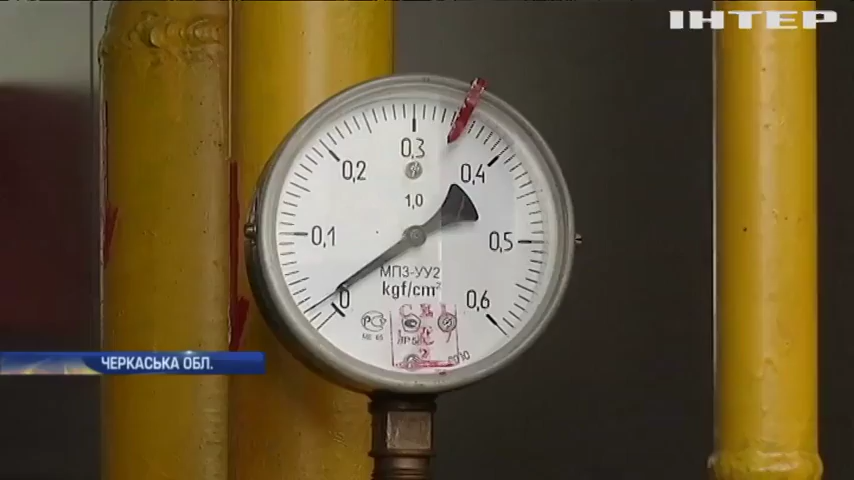 ІНТЕР
0,3
0,2
0,4
1,0
0,1
0,5
МПЗ-УУ2
kgf/cm²
0
0,6
ЧЕРКАСЬКА ОБЛ.